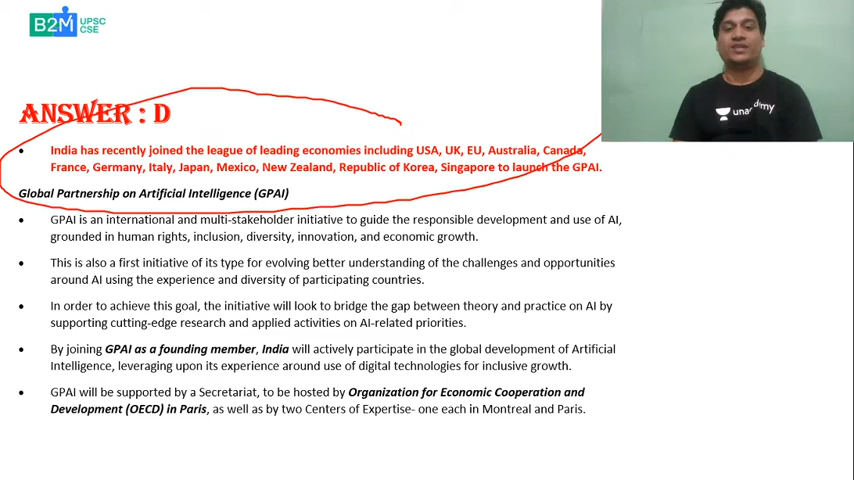 B2M UPSC
CSE
unacademy
ANSWER : D
• India has recently joined the league of leading economies including USA, UK, EU, Australia, Canada,
France, Germany, Italy, Japan, Mexico, New Zealand, Republic of Korea, Singapore to launch the GPAI.
Global Partnership on Artificial Intelligence (GPAI)
• GPAI is an international and multi-stakeholder initiative to guide the responsible development and use of AI,
grounded in human rights, inclusion, diversity, innovation, and economic growth.
• This is also a first initiative of its type for evolving better understanding of the challenges and opportunities
around AI using the experience and diversity of participating countries.
• In order to achieve this goal, the initiative will look to bridge the gap between theory and practice on AI by
supporting cutting-edge research and applied activities on AI-related priorities.
• By joining GPAI as a founding member, India will actively participate in the global development of Artificial
Intelligence, leveraging upon its experience around use of digital technologies for inclusive growth.
• GPAI will be supported by a Secretariat, to be hosted by Organization for Economic Cooperation and
Development (OECD) in Paris, as well as by two Centers of Expertise- one each in Montreal and Paris.